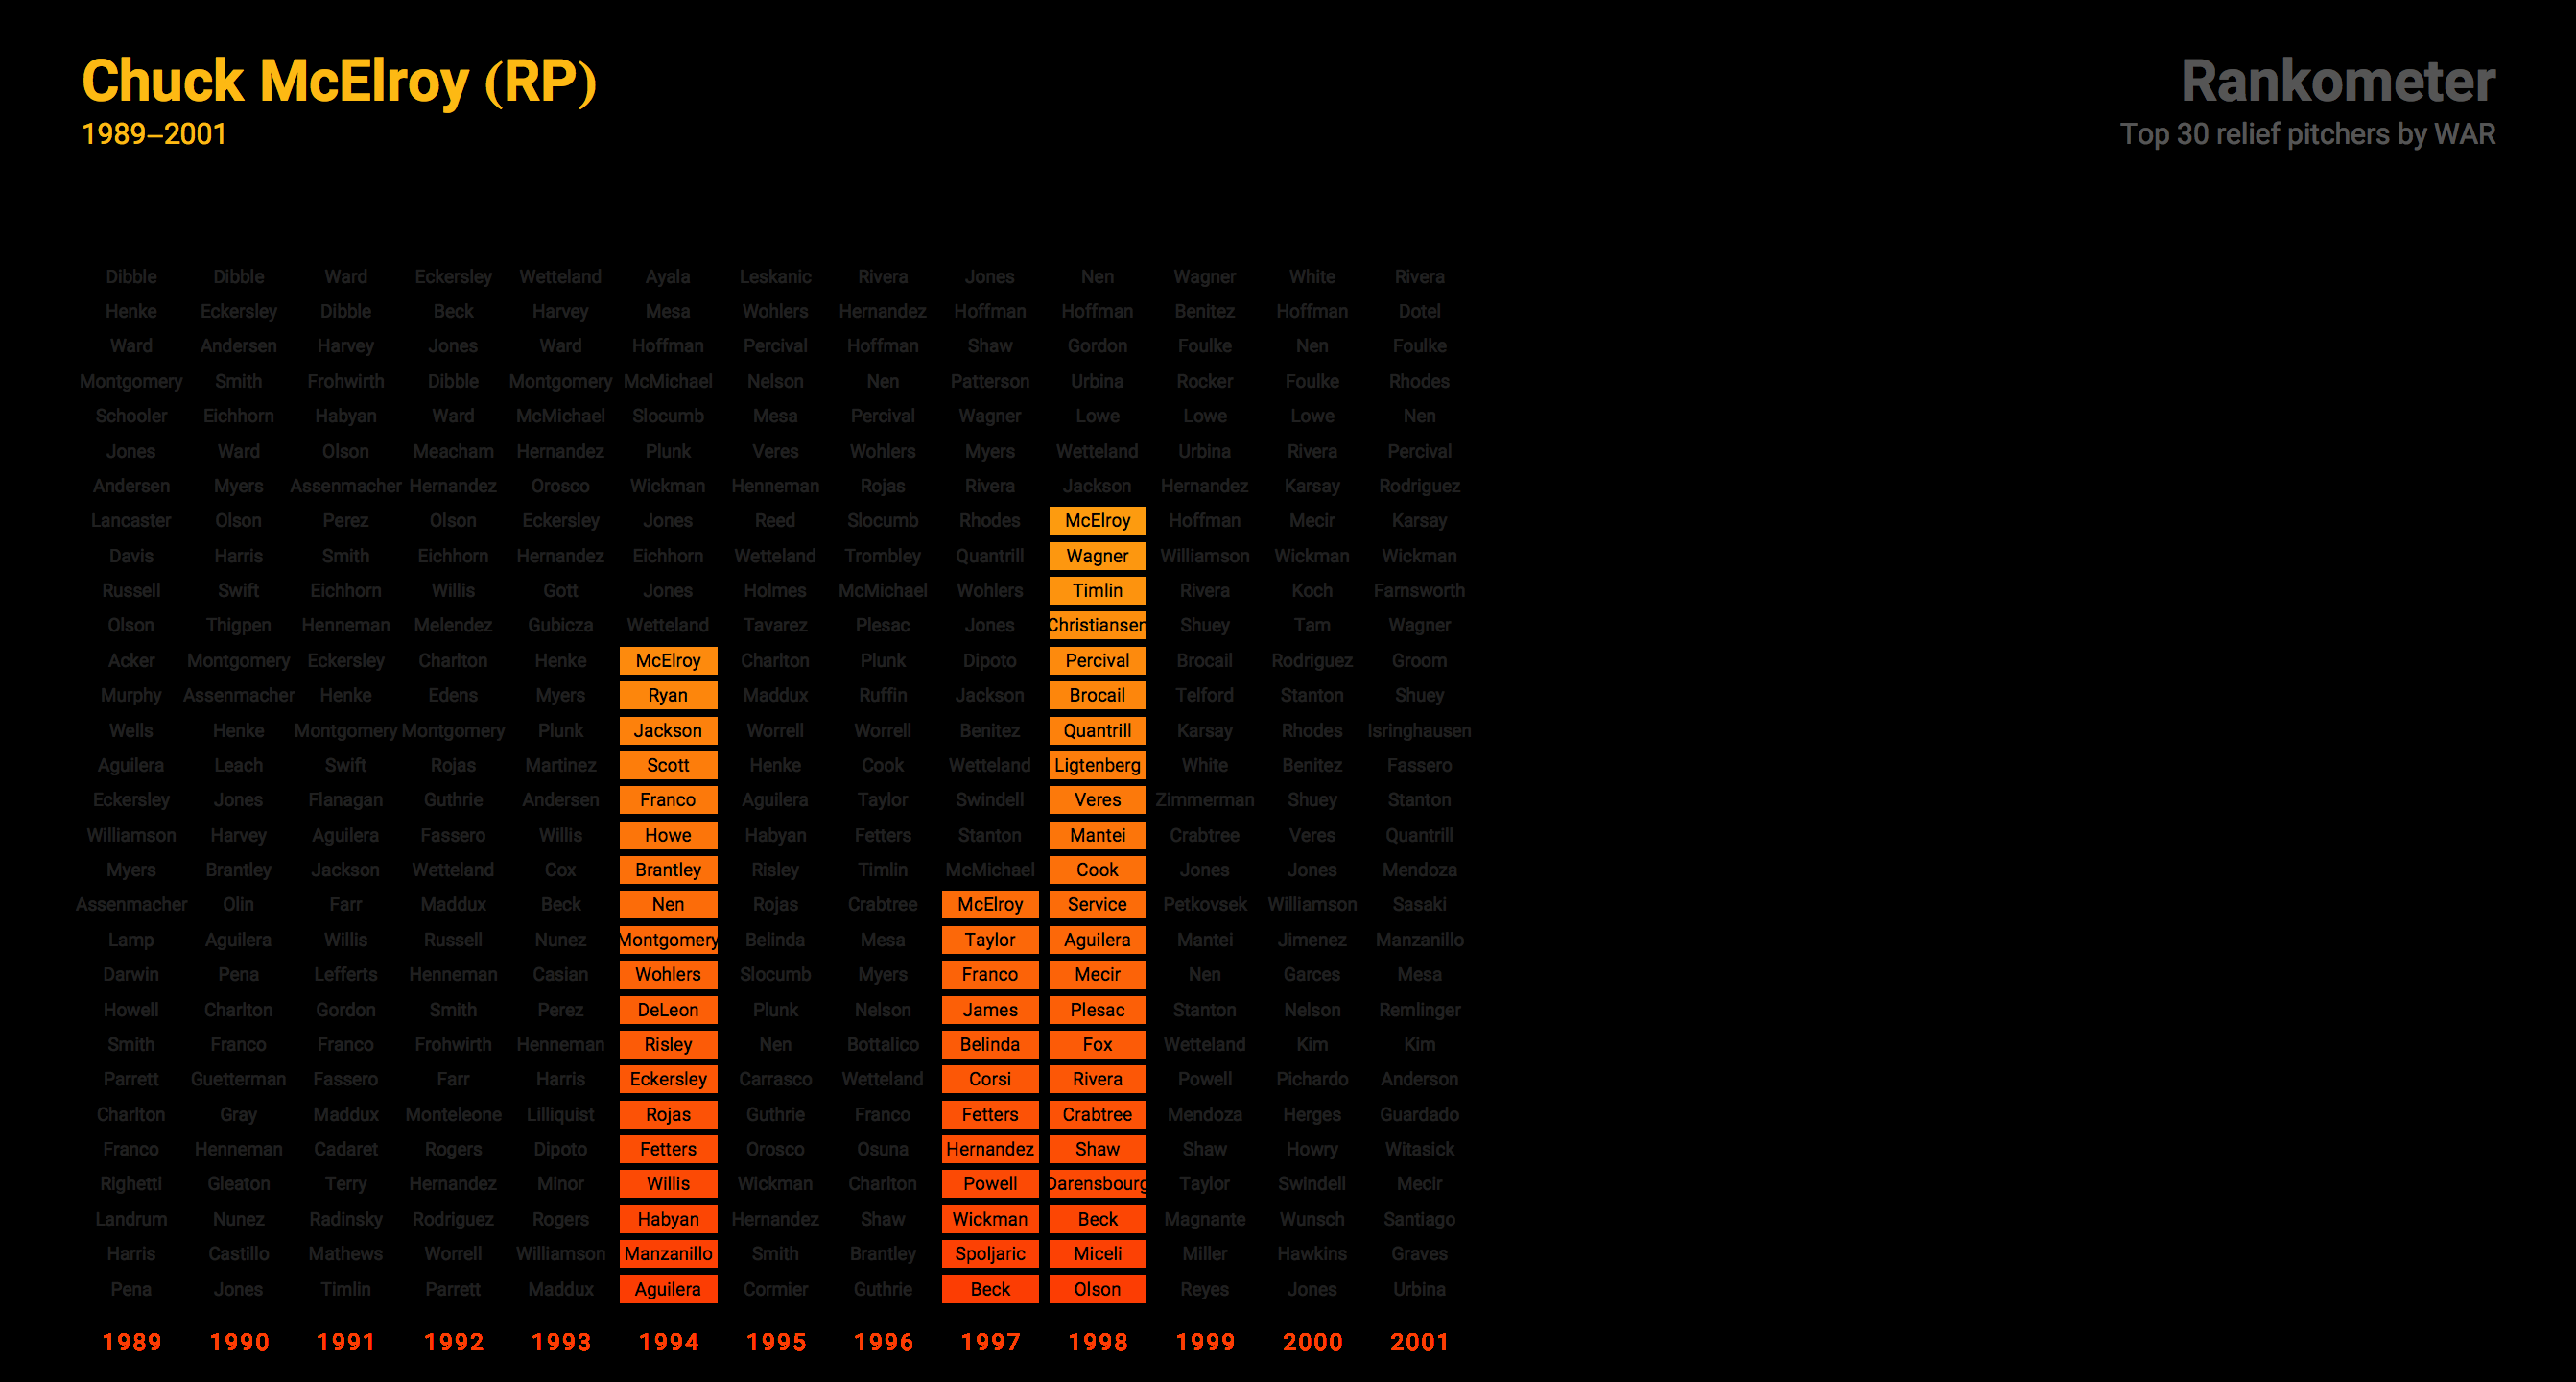 Chuck McElroy (RP)
1989–2001
Rankometer
Top 30 relief pitchers by WAR
Dibble Dibble Ward Eckersley Wetteland Ayala Leskanic Rivera Jones Nen Wagner White Rivera
Henke Eckersley Dibble Beck Harvey Mesa Wohlers Hernandez Hoffman Hoffman Benitez Hoffman Dotel
Ward Andersen Harvey Jones Ward Hoffman Percival Hoffman Shaw Gordon Foulke Nen Foulke
Montgomery Smith Frohwirth Dibble Montgomery McMichael Nelson Nen Patterson Urbina Rocker Foulke Rhodes
Schooler Eichhorn Habyan Ward McMichael Slocumb Mesa Percival Wagner Lowe Lowe Lowe Nen
Jones Ward Olson Meacham Hernandez Plunk Veres Wohlers Myers Wetteland Urbina Rivera Percival
Andersen Myers Assenmacher Hernandez Orosco Wickman Henneman Rojas Rivera Jackson Hernandez Karsay Rodriguez
Lancaster Olson Perez Olson Eckersley Jones Reed Slocumb Rhodes McElroy Hoffman Mecir Karsay
Davis Harris Smith Eichhorn Hernandez Eichhorn Wetteland Trombley Quantrill Wagner Williamson Wickman Wickman
Russell Swift Eichhorn Willis Gott Jones Holmes McMichael Wohlers Timlin Rivera Koch Farnsworth
Olson Thigpen Henneman Melendez Gubicza Wetteland Tavarez Plesac Jones Christiansen Shuey Tam Wagner
Acker Montgomery Eckersley Charlton Henke McElroy Charlton Plunk Dipoto Percival Brocail Rodriguez Groom
Murphy Assenmacher Henke Edens Myers Ryan Maddux Ruffin Jackson Brocail Telford Stanton Shuey
Wells Henke Montgomery Montgomery Plunk Jackson Worrell Worrell Benitez Quantrill Karsay Rhodes Isringhausen
Aguilera Leach Swift Rojas Martinez Scott Henke Cook Wetteland Ligtenberg White Benitez Fassero
Eckersley Jones Flanagan Guthrie Andersen Franco Aguilera Taylor Swindell Veres Zimmerman Shuey Stanton
Williamson Harvey Aguilera Fassero Willis Howe Habyan Fetters Stanton Mantei Crabtree Veres Quantrill
Myers Brantley Jackson Wetteland Cox Brantley Risley Timlin McMichael Cook Jones Jones Mendoza
Assenmacher Olin Farr Maddux Beck Nen Rojas Crabtree McElroy Service Petkovsek Williamson Sasaki
Lamp Aguilera Willis Russell Nunez Montgomery Belinda Mesa Taylor Aguilera Mantei Jimenez Manzanillo
Darwin Pena Lefferts Henneman Casian Wohlers Slocumb Myers Franco Mecir Nen Garces Mesa
Howell Charlton Gordon Smith Perez DeLeon Plunk Nelson James Plesac Stanton Nelson Remlinger
Smith Franco Franco Frohwirth Henneman Risley Nen Bottalico Belinda Fox Wetteland Kim Kim
Parrett Guetterman Fassero Farr Harris Eckersley Carrasco Wetteland Corsi Rivera Powell Pichardo Anderson
Charlton Gray Maddux Monteleone Lilliquist Rojas Guthrie Franco Fetters Crabtree Mendoza Herges Guardado
Franco Henneman Cadaret Rogers Dipoto Fetters Orosco Osuna Hernandez Shaw Shaw Howry Witasick
Righetti Gleaton Terry Hernandez Minor Willis Wickman Charlton Powell Darensbourg Taylor Swindell Mecir
Landrum Nunez Radinsky Rodriguez Rogers Habyan Hernandez Shaw Wickman Beck Magnante Wunsch Santiago
Harris Castillo Mathews Worrell Williamson Manzanillo Smith Brantley Spoljaric Miceli Miller Hawkins Graves
Pena Jones Timlin Parrett Maddux Aguilera Cormier Guthrie Beck Olson Reyes Jones Urbina
1989 1990 1991 1992 1993 1994 1995 1996 1997 1998 1999 2000 2001